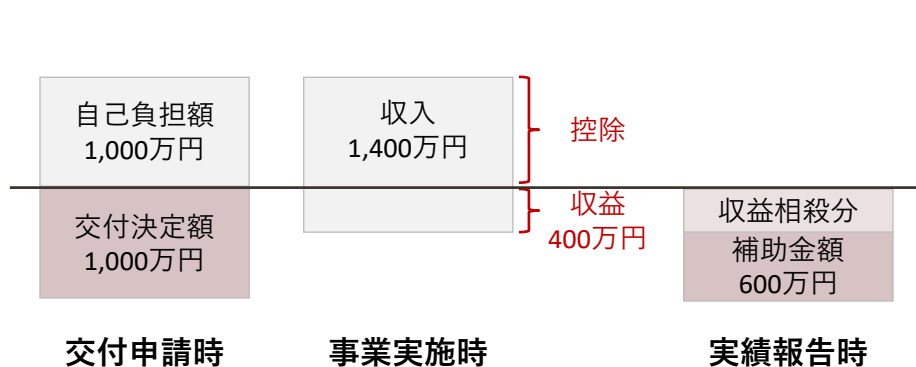 自己負担額
1,000万円
交付決定額
1,000万円
交付申請時
収入
1,400万円
控除
収益
400万円
事業実施時
収益相殺分
補助金額
600万円
実績報告時